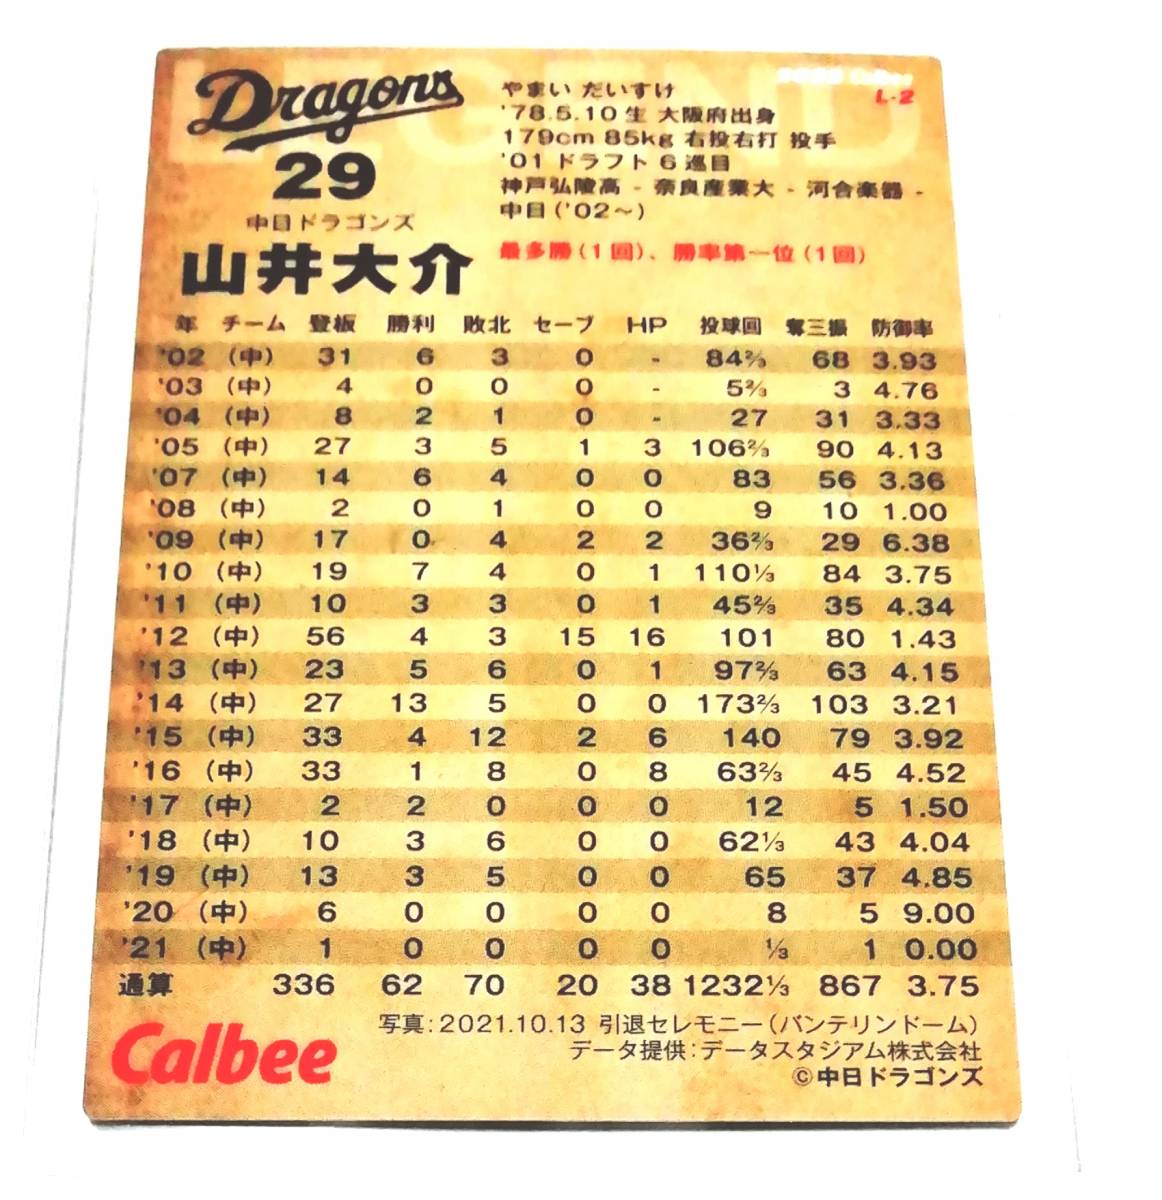 LEGEND
Dragons
29
中日ドラゴンズ
山井大介
2022 Calbee
L-2
やまい だいすけ
'78.5.10生 大阪府出身
179cm 85kg 右投右打 投手
'01 ドラフト6巡目
神戸弘陵高 - 奈良産業大 - 河合楽器 -
中日('02～)
最多勝(1回)、勝率第一位(1回)
年 チーム 登板 勝利 敗北 セーブ HP 投球回 奪三振 防御率
'02 (中) 31 6 3 0 - 84⅔ 68 3.93
'03 (中) 4 0 0 0 - 5⅔ 3 4.76
'04 (中) 8 2 1 0 - 27 31 3.33
'05 (中) 27 3 5 1 3 106⅔ 90 4.13
'07 (中) 14 6 4 0 0 83 56 3.36
'08 (中) 2 0 1 0 0 9 10 1.00
'09 (中) 17 0 4 2 2 36⅔ 29 6.38
'10 (中) 19 7 4 0 1 110⅓ 84 3.75
'11 (中) 10 3 3 0 1 45⅔ 35 4.34
'12 (中) 56 4 3 15 16 101 80 1.43
'13 (中) 23 5 6 0 1 97⅔ 63 4.15
'14 (中) 27 13 5 0 0 173⅔ 103 3.21
'15 (中) 33 4 12 2 6 140 79 3.92
'16 (中) 33 1 8 0 8 63⅔ 45 4.52
'17 (中) 2 2 0 0 0 12 5 1.50
'18 (中) 10 3 6 0 0 62⅓ 43 4.04
'19 (中) 13 3 5 0 0 65 37 4.85
'20 (中) 6 0 0 0 0 8 5 9.00
'21 (中) 1 0 0 0 0 ⅓ 1 0.00
通算 336 62 70 20 38 1232⅓ 867 3.75
Calbee
写真:2021.10.13 引退セレモニー(バンテリンドーム)
データ提供:データスタジアム株式会社
©中日ドラゴンズ